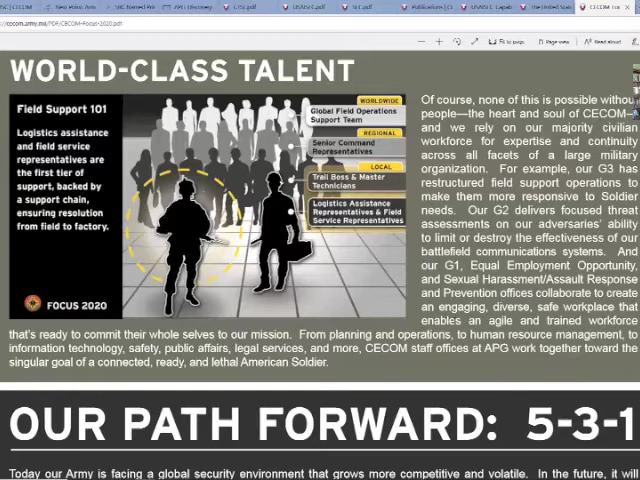 Publications | C
CECOM
cecom.army.mil/PDF/CECOM-Focus-2020.pdf
Fit to page
Page view
Read aloud
WORLD-CLASS TALENT
Field Support 101
Logistics assistance
and field service
representatives are
the first tier of
support, backed by
a support chain,
ensuring resolution
from field to factory.
FOCUS 2020
WORLDWIDE
Global Field Operations
Support Team
REGIONAL
Senior Command
Representatives
LOCAL
Trail Boss & Master
Technicians
Logistics Assistance
Representatives & Field
Service Representatives
Of course, none of this is possible withou
people—the heart and soul of CECOM—
and we rely on our majority civilian
workforce for expertise and continuity
across all facets of a large military
organization. For example, our G3 has
restructured field support operations to
make them more responsive to Soldier
needs. Our G2 delivers focused threat
assessments on our adversaries' ability
to limit or destroy the effectiveness of our
battlefield communications systems. And
our G1, Equal Employment Opportunity,
and Sexual Harassment/Assault Response
and Prevention offices collaborate to create
an engaging, diverse, safe workplace that
enables an agile and trained workforce
that's ready to commit their whole selves to our mission. From planning and operations, to human resource management, to
information technology, safety, public affairs, legal services, and more, CECOM staff offices at APG work together toward the
singular goal of a connected, ready, and lethal American Soldier.
OUR PATH FORWARD: 5-3-1
Today our Army is facing a global security environment that grows more competitive and volatile. In the future, it will